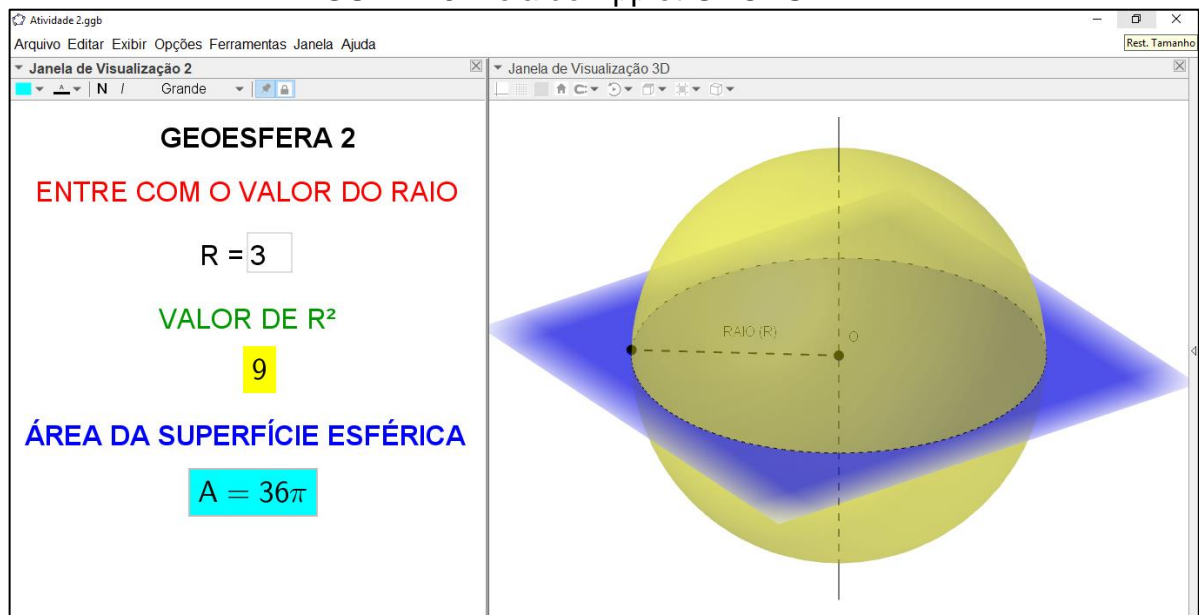 Atividade 2.ggb
Arquivo Editar Exibir Opções Ferramentas Janela Ajuda
Rest. Tamanho
Janela de Visualização 2
N I Grande
GEOESFERA 2
ENTRE COM O VALOR DO RAIO
R = 3
VALOR DE R²
9
ÁREA DA SUPERFÍCIE ESFÉRICA
A = 36π
Janela de Visualização 3D
RAIO (R)
O